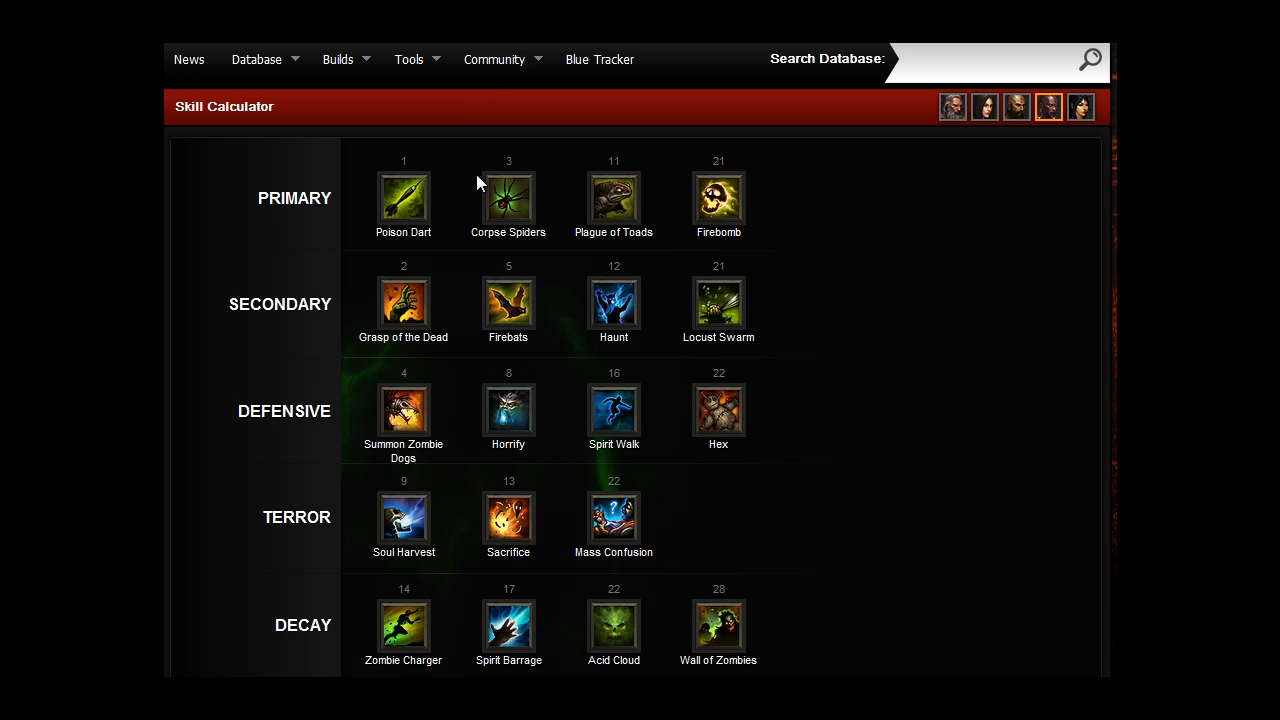 News Database Builds Tools Community Blue Tracker Search Database:
Skill Calculator
PRIMARY
1 3 11 21
Poison Dart Corpse Spiders Plague of Toads Firebomb
SECONDARY
2 5 12 21
Grasp of the Dead Firebats Haunt Locust Swarm
DEFENSIVE
4 8 16 22
Summon Zombie Dogs Horrify Spirit Walk Hex
TERROR
9 13 22
Soul Harvest Sacrifice Mass Confusion
DECAY
14 17 22 28
Zombie Charger Spirit Barrage Acid Cloud Wall of Zombies